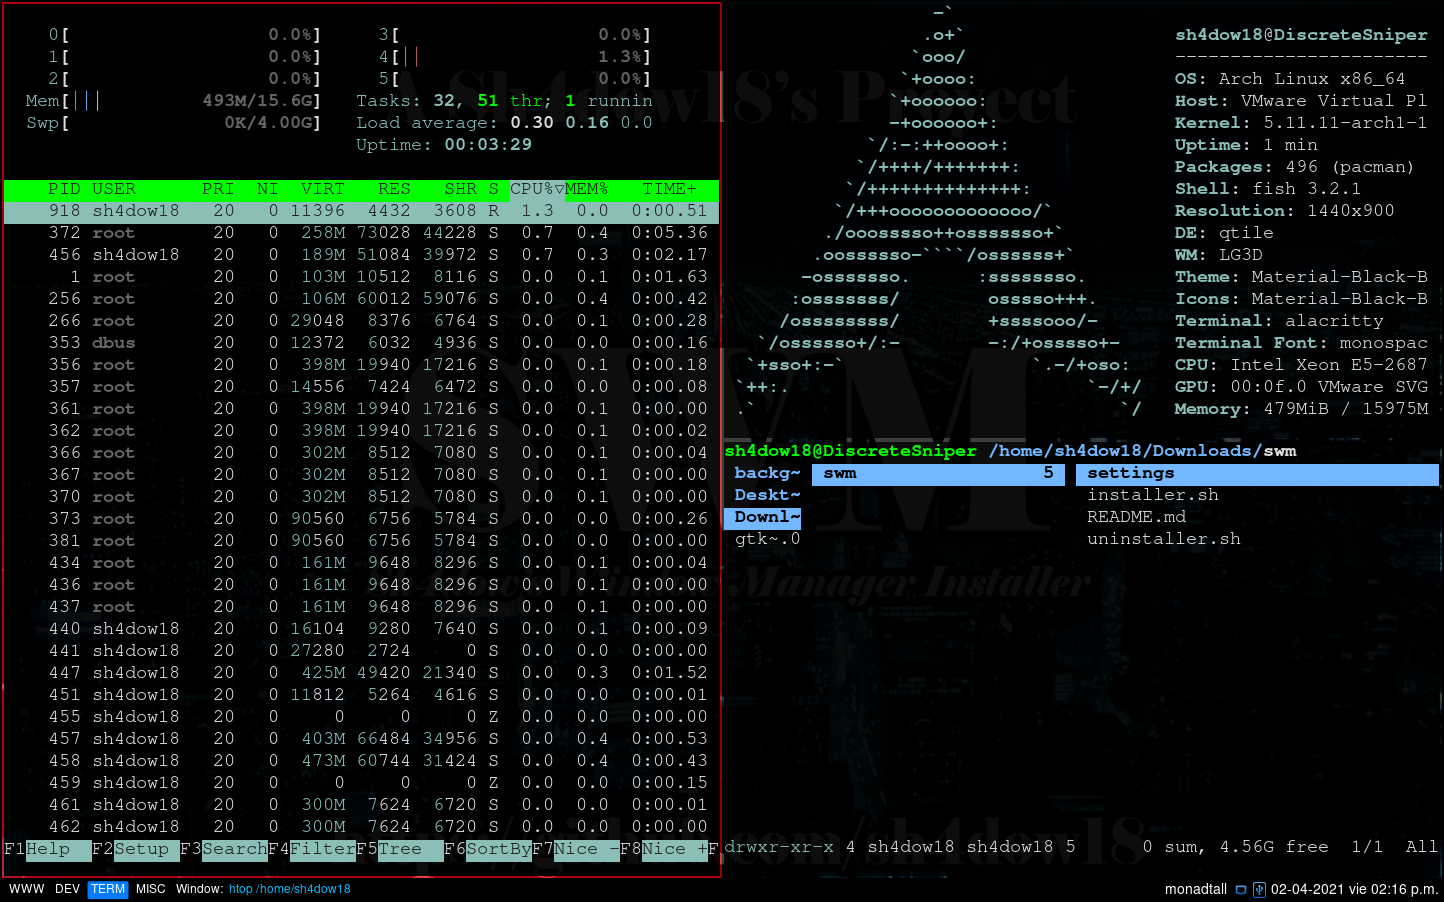 0[ 0.0%] 3[ 0.0%]
1[ 0.0%] 4[|| 1.3%]
2[ 0.0%] 5[ 0.0%]
Mem[||| 493M/15.6G] Tasks: 32, 51 thr; 1 runnin
Swp[ 0K/4.00G] Load average: 0.30 0.16 0.0
Uptime: 00:03:29
PID USER PRI NI VIRT RES SHR S CPU%▽MEM% TIME+
918 sh4dow18 20 0 11396 4432 3608 R 1.3 0.0 0:00.51
372 root 20 0 258M 73028 44228 S 0.7 0.4 0:05.36
456 sh4dow18 20 0 189M 51084 39972 S 0.7 0.3 0:02.17
1 root 20 0 103M 10512 8116 S 0.0 0.1 0:01.63
256 root 20 0 106M 60012 59076 S 0.0 0.4 0:00.42
266 root 20 0 29048 8376 6764 S 0.0 0.1 0:00.28
353 dbus 20 0 12372 6032 4936 S 0.0 0.0 0:00.16
356 root 20 0 398M 19940 17216 S 0.0 0.1 0:00.18
357 root 20 0 14556 7424 6472 S 0.0 0.0 0:00.08
361 root 20 0 398M 19940 17216 S 0.0 0.1 0:00.00
362 root 20 0 398M 19940 17216 S 0.0 0.1 0:00.02
366 root 20 0 302M 8512 7080 S 0.0 0.1 0:00.04
367 root 20 0 302M 8512 7080 S 0.0 0.1 0:00.00
370 root 20 0 302M 8512 7080 S 0.0 0.1 0:00.00
373 root 20 0 90560 6756 5784 S 0.0 0.0 0:00.26
381 root 20 0 90560 6756 5784 S 0.0 0.0 0:00.00
434 root 20 0 161M 9648 8296 S 0.0 0.1 0:00.04
436 root 20 0 161M 9648 8296 S 0.0 0.1 0:00.00
437 root 20 0 161M 9648 8296 S 0.0 0.1 0:00.00
440 sh4dow18 20 0 16104 9280 7640 S 0.0 0.1 0:00.09
441 sh4dow18 20 0 27280 2724 0 S 0.0 0.0 0:00.00
447 sh4dow18 20 0 425M 49420 21340 S 0.0 0.3 0:01.52
451 sh4dow18 20 0 11812 5264 4616 S 0.0 0.0 0:00.01
455 sh4dow18 20 0 0 0 0 Z 0.0 0.0 0:00.00
457 sh4dow18 20 0 403M 66484 34956 S 0.0 0.4 0:00.53
458 sh4dow18 20 0 473M 60744 31424 S 0.0 0.4 0:00.43
459 sh4dow18 20 0 0 0 0 Z 0.0 0.0 0:00.15
461 sh4dow18 20 0 300M 7624 6720 S 0.0 0.0 0:00.01
462 sh4dow18 20 0 300M 7624 6720 S 0.0 0.0 0:00.00
F1Help F2Setup F3SearchF4FilterF5Tree F6SortByF7Nice -F8Nice +F
-`
.o+`
`ooo/
`+oooo:
`+oooooo:
-+oooooo+:
`/:-:++oooo+:
`/++++/+++++++:
`/++++++++++++++:
`/+++ooooooooooooo/`
./ooosssso++osssssso+`
.oossssso-````/ossssss+`
-osssssso. :ssssssso.
:osssssss/ osssso+++.
/ossssssss/ +ssssooo/-
`/ossssso+/:- -:/+osssso+-
`+sso+:-` `.-/+oso:
`++:. `-/+/
.` `/
sh4dow18@DiscreteSniper
-----------------------
OS: Arch Linux x86_64
Host: VMware Virtual Pl
Kernel: 5.11.11-arch1-1
Uptime: 1 min
Packages: 496 (pacman)
Shell: fish 3.2.1
Resolution: 1440x900
DE: qtile
WM: LG3D
Theme: Material-Black-B
Icons: Material-Black-B
Terminal: alacritty
Terminal Font: monospac
CPU: Intel Xeon E5-2687
GPU: 00:0f.0 VMware SVG
Memory: 479MiB / 15975M
sh4dow18@DiscreteSniper /home/sh4dow18/Downloads/swm
backg~ swm 5 settings
Deskt~ installer.sh
Downl~ README.md
gtk~.0 uninstaller.sh
drwxr-xr-x 4 sh4dow18 sh4dow18 5 0 sum, 4.56G free 1/1 All
A Sh4dow18's Project
SWM
Sh4dow's Window Manager Installer
https://github.com/sh4dow18
WWW DEV TERM MISC Window: htop /home/sh4dow18 monadtall 02-04-2021 vie 02:16 p.m.